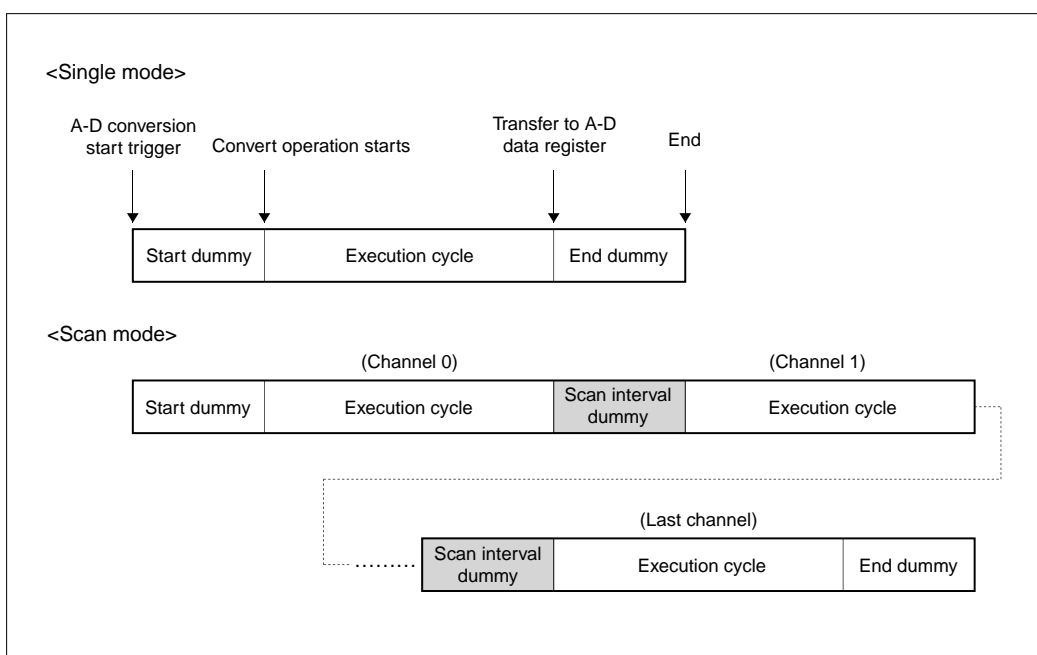 <Single mode>
A-D conversion
start trigger
Convert operation starts
Transfer to A-D
data register
End
Start dummy
Execution cycle
End dummy
<Scan mode>
(Channel 0)
(Channel 1)
Start dummy
Execution cycle
Scan interval
dummy
Execution cycle
(Last channel)
.........
Scan interval
dummy
Execution cycle
End dummy